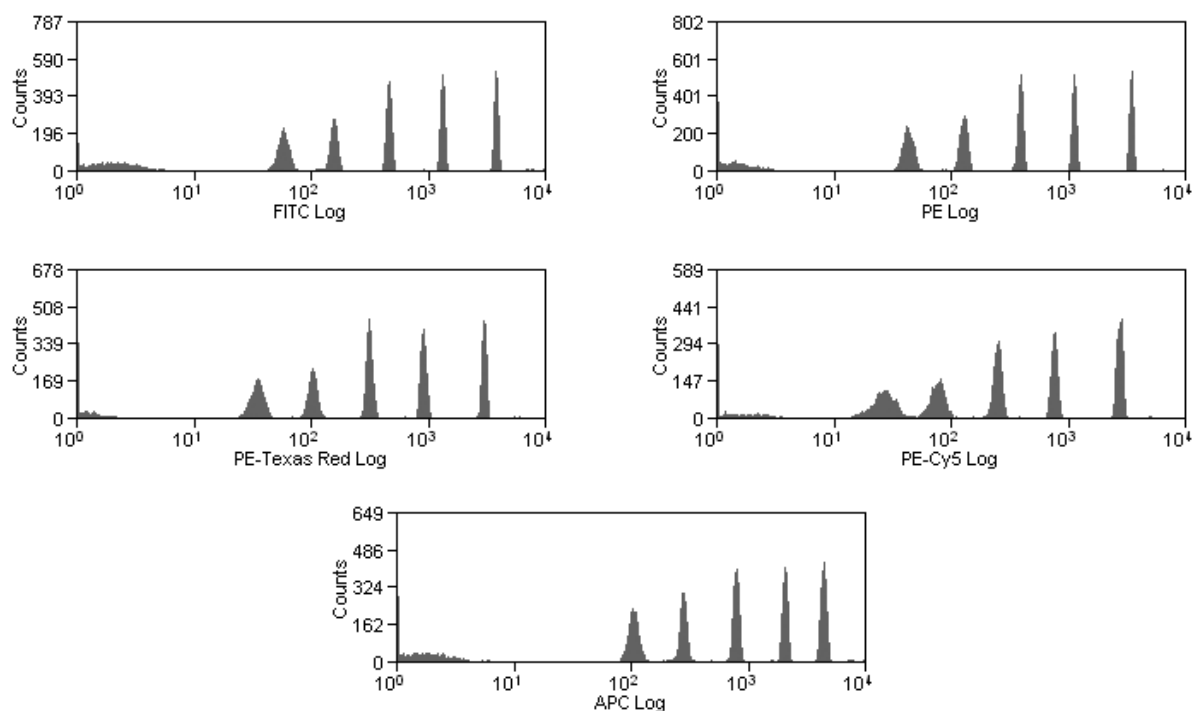 787
590
393
196
0
Counts
10⁰ 10¹ 10² 10³ 10⁴
FITC Log
802
601
401
200
0
Counts
10⁰ 10¹ 10² 10³ 10⁴
PE Log
678
508
339
169
0
Counts
10⁰ 10¹ 10² 10³ 10⁴
PE-Texas Red Log
589
441
294
147
0
Counts
10⁰ 10¹ 10² 10³ 10⁴
PE-Cy5 Log
649
486
324
162
0
Counts
10⁰ 10¹ 10² 10³ 10⁴
APC Log